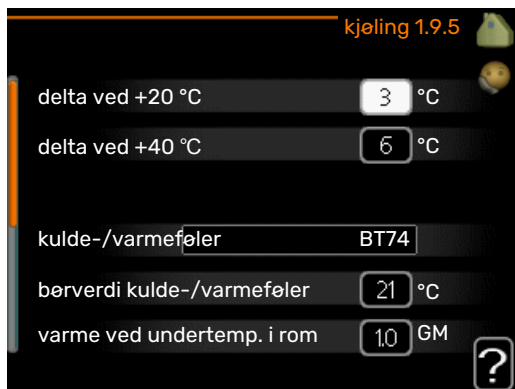 kjøling 1.9.5
delta ved +20 °C 3 °C
delta ved +40 °C 6 °C
kulde-/varmeføler BT74
børverdi kulde-/varmeføler 21 °C
varme ved undertemp. i rom 1.0 GM
?